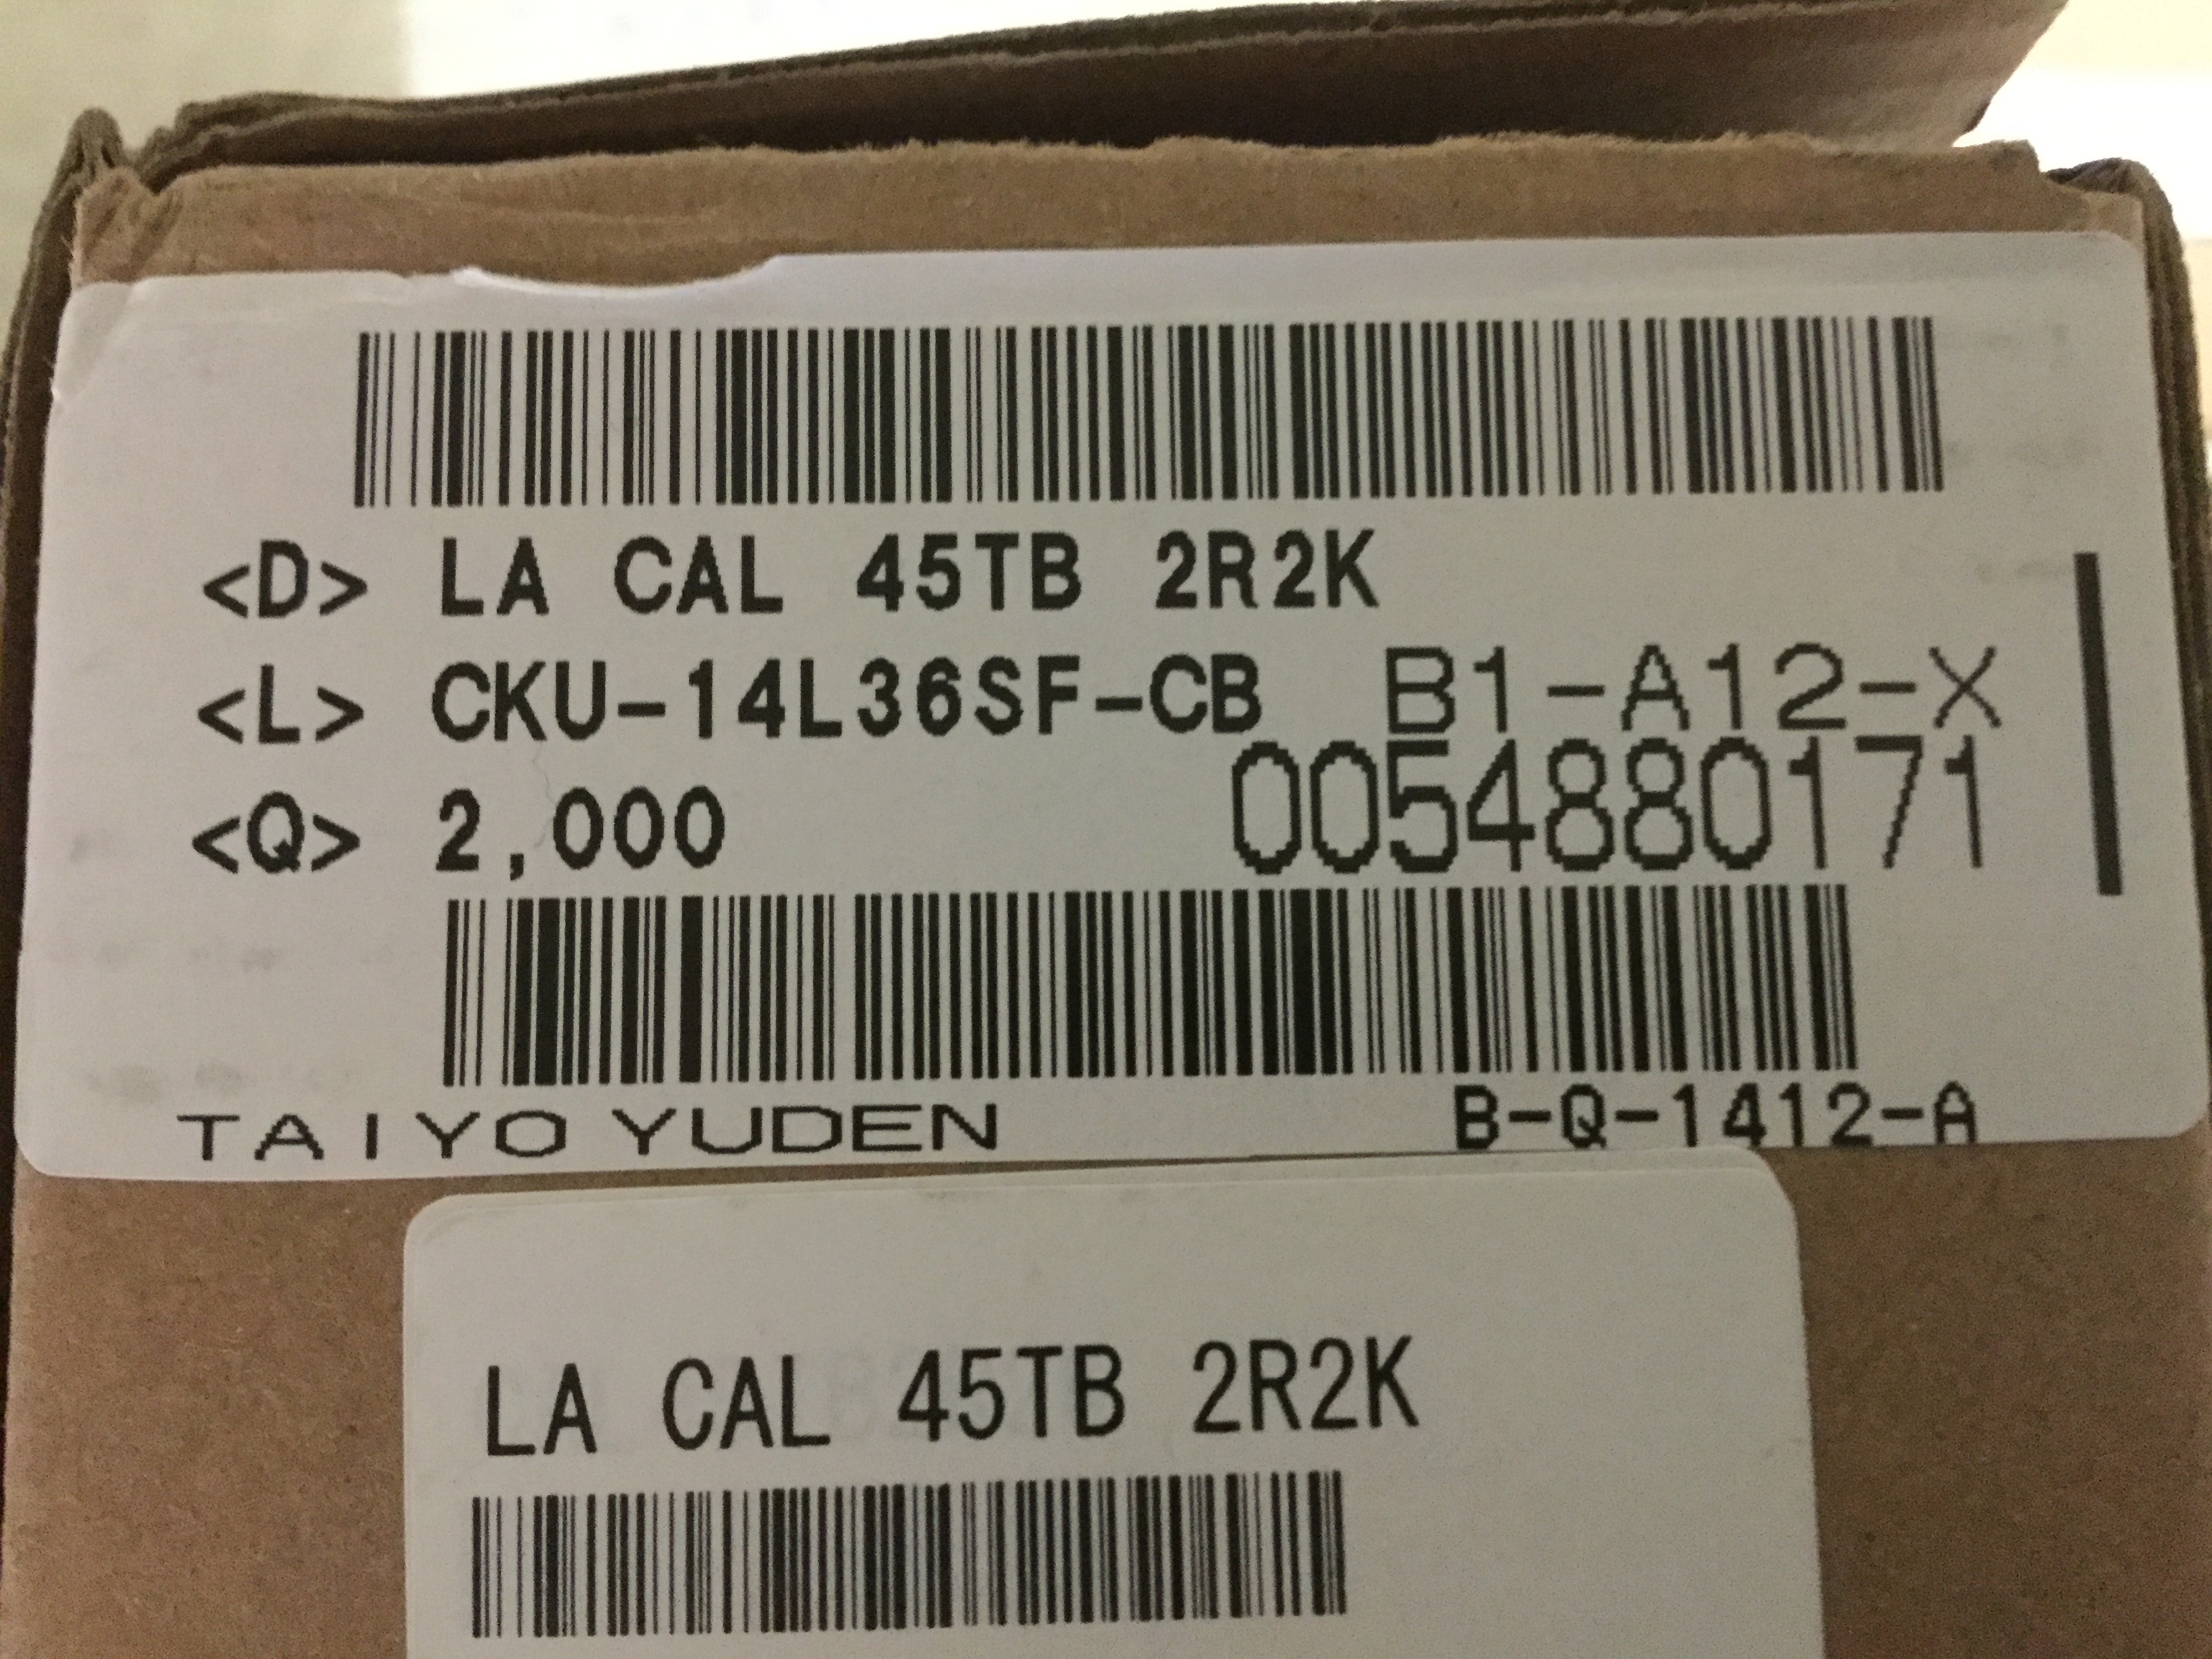 <D> LA CAL 45TB 2R2K
<L> CKU-14L36SF-CB B1-A12-X
<Q> 2,000 0054880171
TAIYO YUDEN B-Q-1412-A
LA CAL 45TB 2R2K